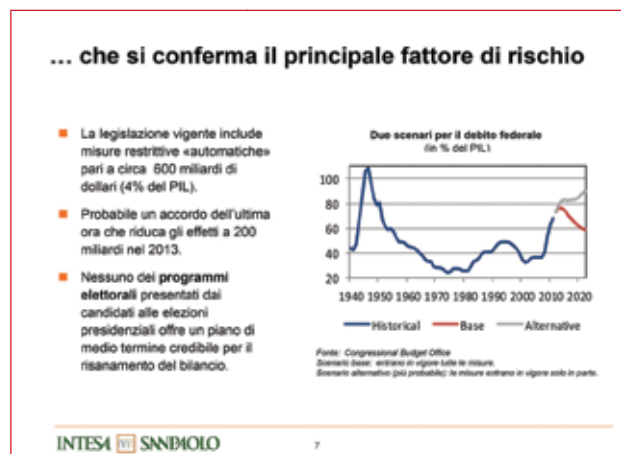 ... che si conferma il principale fattore di rischio
La legislazione vigente include
misure restrittive «automatiche»
pari a circa 600 miliardi di
dollari (4% del PIL).
Probabile un accordo dell'ultima
ora che riduca gli effetti a 200
miliardi nel 2013.
Nessuno dei programmi
elettorali presentati dai
candidati alle elezioni
presidenziali offre un piano di
medio termine credibile per il
risanamento del bilancio.
Due scenari per il debito federale
(in % del PIL)
100
80
60
40
20
1940 1950 1960 1970 1980 1990 2000 2010 2020
Historical Base Alternative
Fonte: Congressional Budget Office
Scenario base: entrano in vigore tutte le misure.
Scenario alternativo (più probabile): le misure entrano in vigore solo in parte.
INTESA SANPAOLO
7